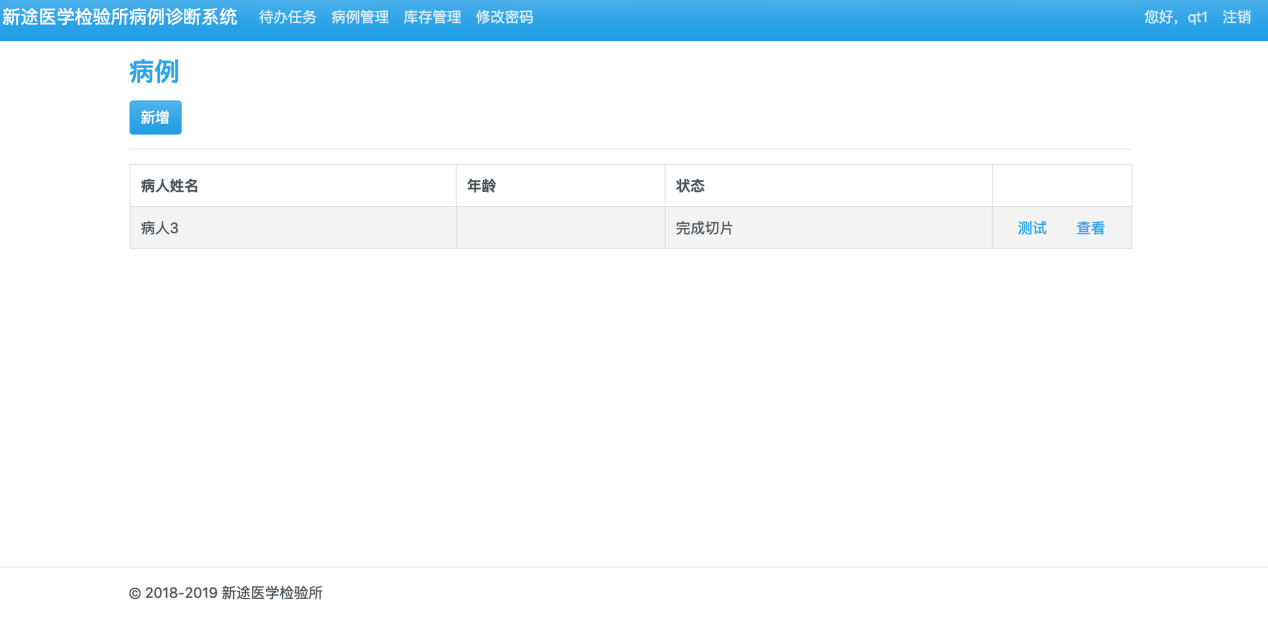 新途医学检验所病例诊断系统 待办任务 病例管理 库存管理 修改密码 您好，qt1 注销
病例
新增
病人姓名 年龄 状态
病人3 完成切片 测试 查看
© 2018-2019 新途医学检验所